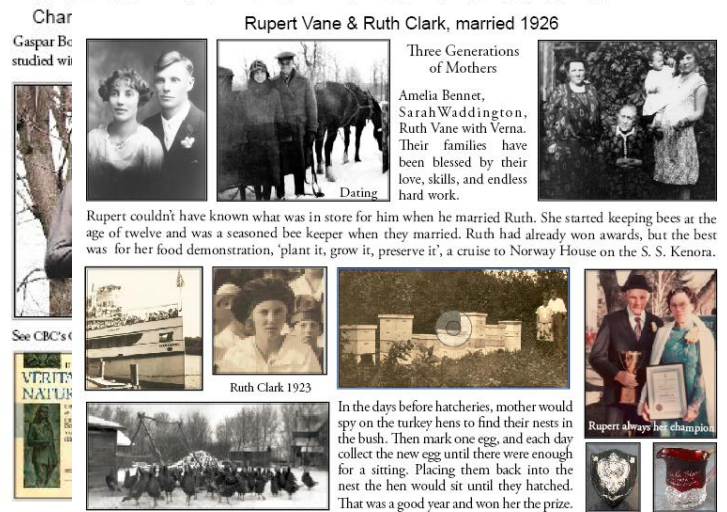 Char
Gaspar Bo
studied wi
See CBC's
VERITA
NATUR
Rupert Vane & Ruth Clark, married 1926
Dating
Three Generations
of Mothers
Amelia Bennet,
Sarah Waddington,
Ruth Vane with Verna.
Their families have
been blessed by their
love, skills, and endless
hard work.
Rupert couldn't have known what was in store for him when he married Ruth. She started keeping bees at the
age of twelve and was a seasoned bee keeper when they married. Ruth had already won awards, but the best
was for her food demonstration, 'plant it, grow it, preserve it', a cruise to Norway House on the S. S. Kenora.
Ruth Clark 1923
Rupert always her champion
In the days before hatcheries, mother would
spy on the turkey hens to find their nests in
the bush. Then mark one egg, and each day
collect the new egg until there were enough
for a sitting. Placing them back into the
nest the hen would sit until they hatched.
That was a good year and won her the prize.